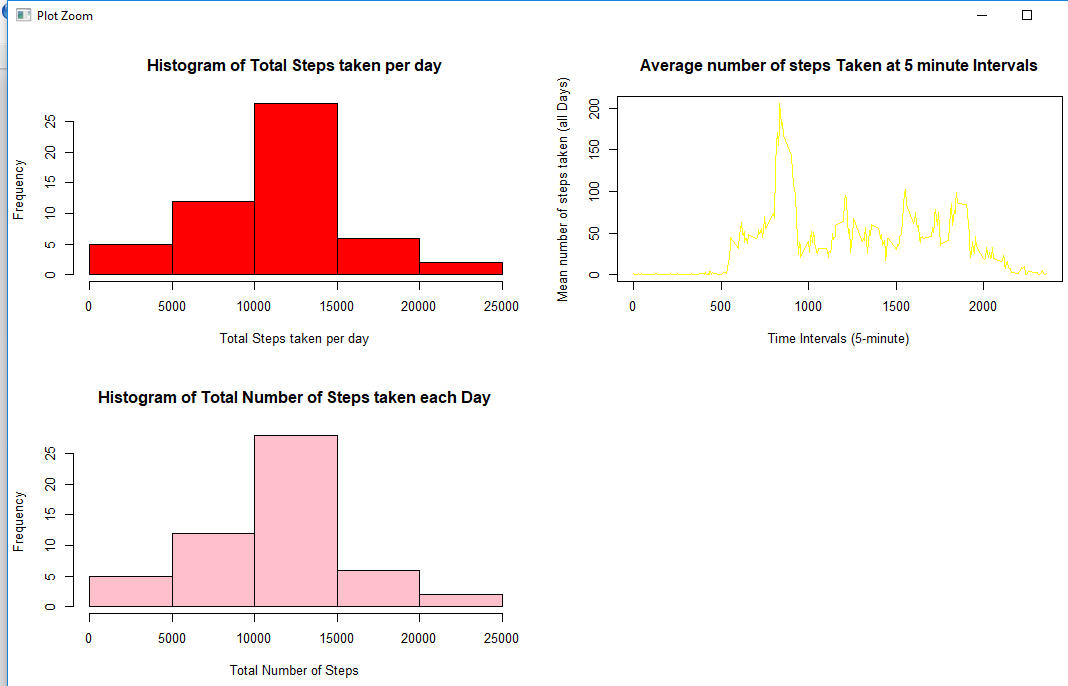 Plot Zoom
Histogram of Total Steps taken per day
Frequency
25
20
15
10
5
0
0 5000 10000 15000 20000 25000
Total Steps taken per day
Average number of steps Taken at 5 minute Intervals
Mean number of steps taken (all Days)
200
150
100
50
0
0 500 1000 1500 2000
Time Intervals (5-minute)
Histogram of Total Number of Steps taken each Day
Frequency
25
20
15
10
5
0
0 5000 10000 15000 20000 25000
Total Number of Steps